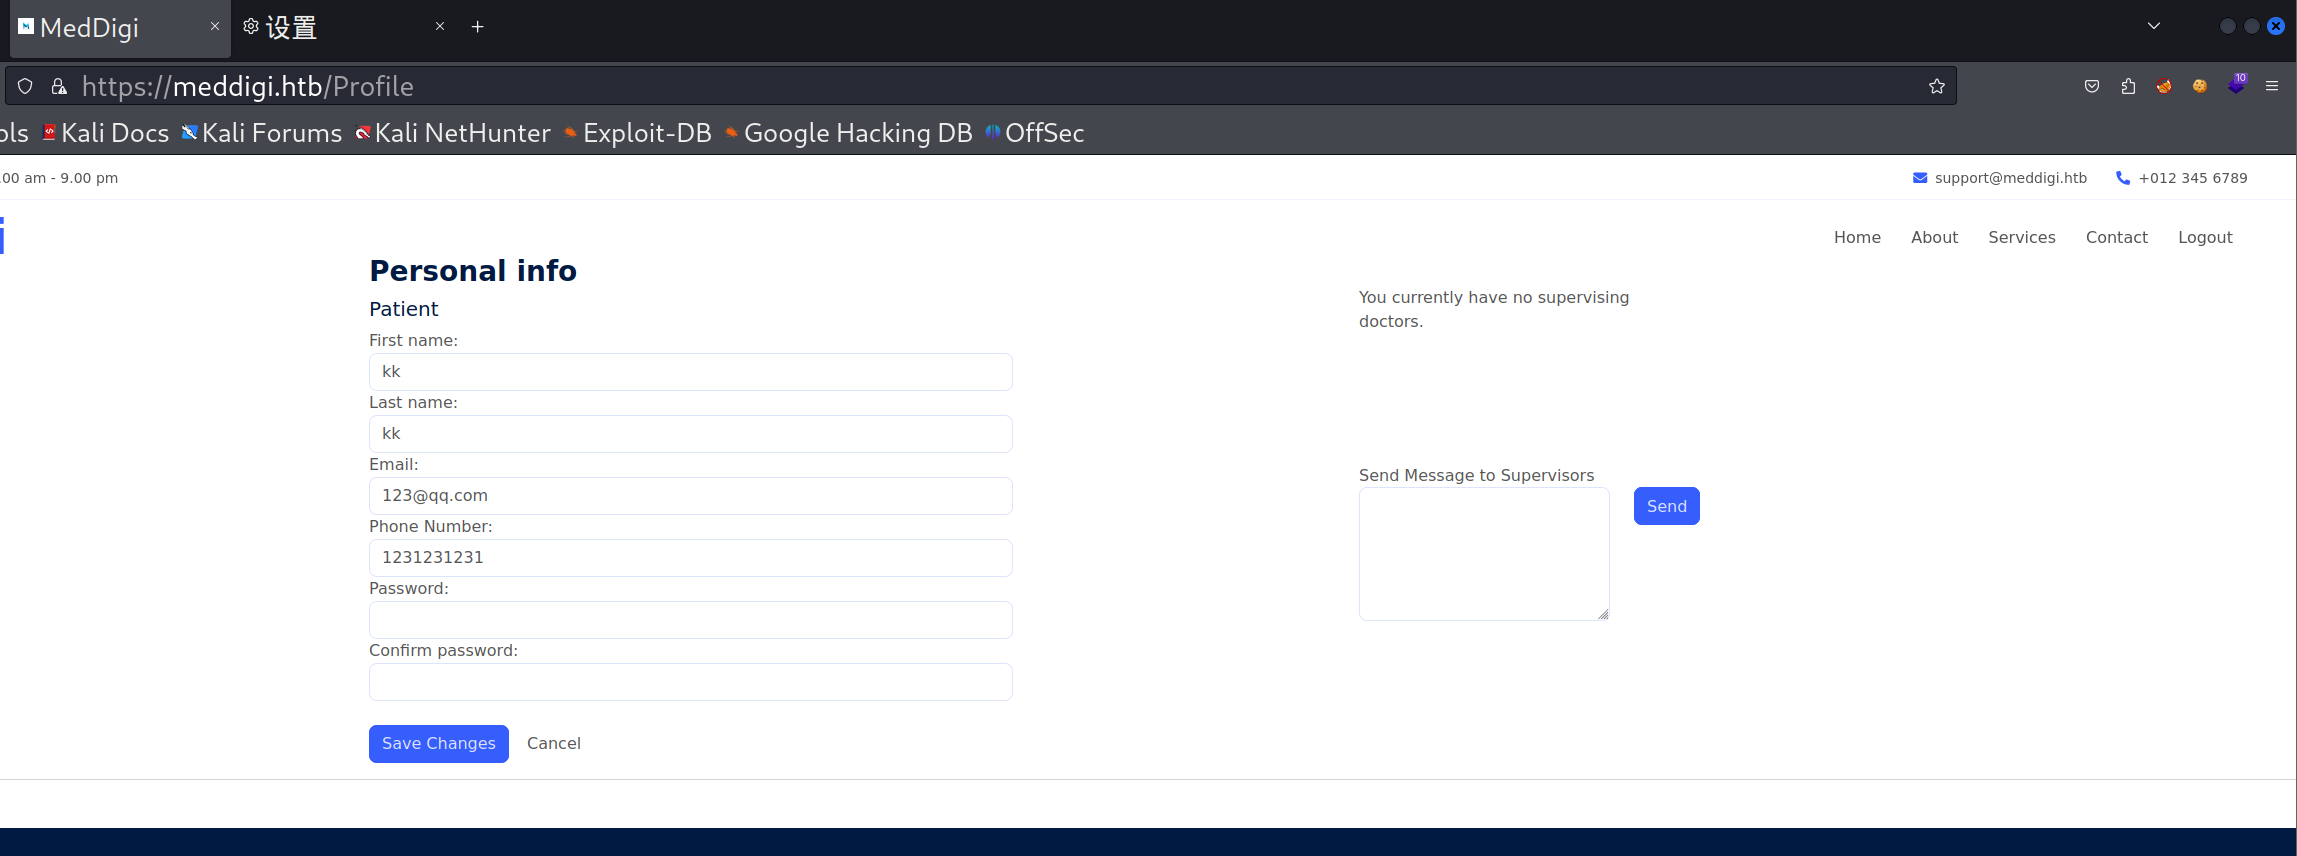 MedDigi
设置
https://meddigi.htb/Profile
10
ols Kali Docs Kali Forums Kali NetHunter Exploit-DB Google Hacking DB OffSec
.00 am - 9.00 pm
support@meddigi.htb +012 345 6789
i
Home About Services Contact Logout
Personal info
Patient
First name:
kk
Last name:
kk
Email:
123@qq.com
Phone Number:
1231231231
Password:
Confirm password:
Save Changes Cancel
You currently have no supervising
doctors.
Send Message to Supervisors
Send